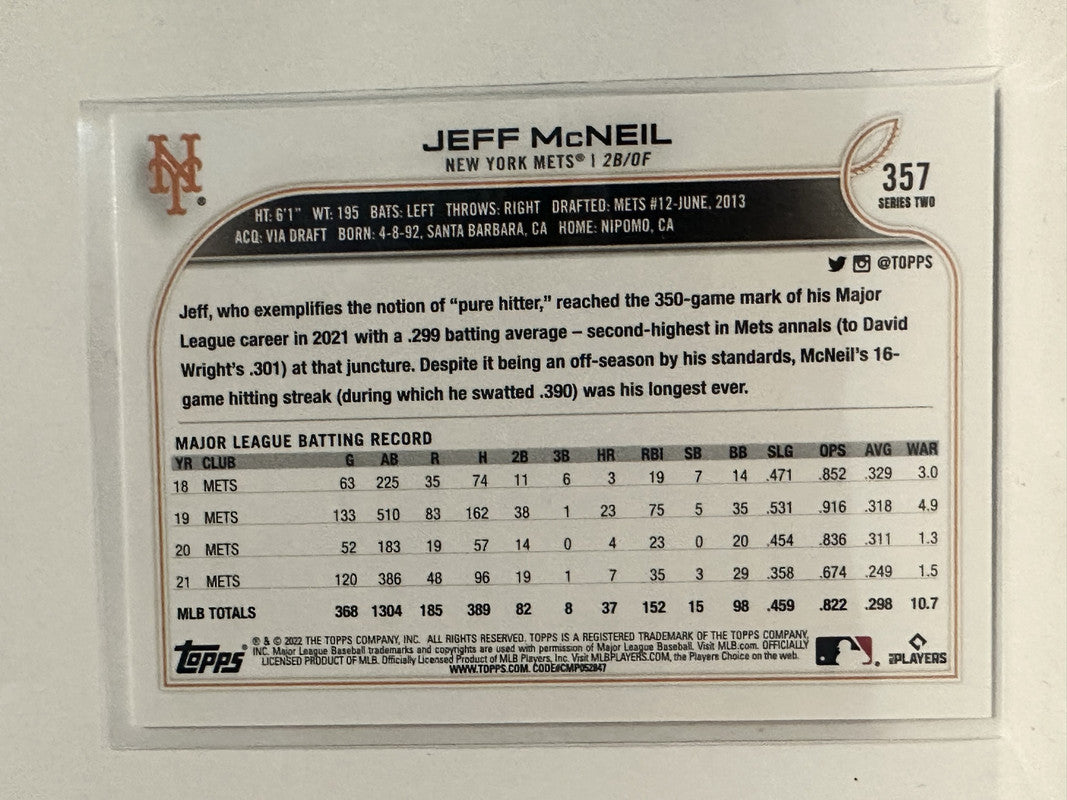 JEFF McNEIL
NEW YORK METS® | 2B/OF
357
SERIES TWO
NY®
HT: 6'1" WT: 195 BATS: LEFT THROWS: RIGHT DRAFTED: METS #12-JUNE, 2013
ACQ: VIA DRAFT BORN: 4-8-92, SANTA BARBARA, CA HOME: NIPOMO, CA
@TOPPS
Jeff, who exemplifies the notion of “pure hitter,” reached the 350-game mark of his Major
League career in 2021 with a .299 batting average – second-highest in Mets annals (to David
Wright’s .301) at that juncture. Despite it being an off-season by his standards, McNeil’s 16-
game hitting streak (during which he swatted .390) was his longest ever.
MAJOR LEAGUE BATTING RECORD
YR CLUB G AB R H 2B 3B HR RBI SB BB SLG OPS AVG WAR
18 METS 63 225 35 74 11 6 3 19 7 14 .471 .852 .329 3.0
19 METS 133 510 83 162 38 1 23 75 5 35 .531 .916 .318 4.9
20 METS 52 183 19 57 14 0 4 23 0 20 .454 .836 .311 1.3
21 METS 120 386 48 96 19 1 7 35 3 29 .358 .674 .249 1.5
MLB TOTALS 368 1304 185 389 82 8 37 152 15 98 .459 .822 .298 10.7
topps®
® & © 2022 THE TOPPS COMPANY, INC. ALL RIGHTS RESERVED. TOPPS IS A REGISTERED TRADEMARK OF THE TOPPS COMPANY,
INC. Major League Baseball trademarks and copyrights are used with permission of Major League Baseball. Visit MLB.com. OFFICIALLY
LICENSED PRODUCT OF MLB. Officially Licensed Product of MLB Players, Inc. Visit MLBPLAYERS.COM, the Players Choice on the web.
WWW.TOPPS.COM. CODE#CMP052847
PLAYERS